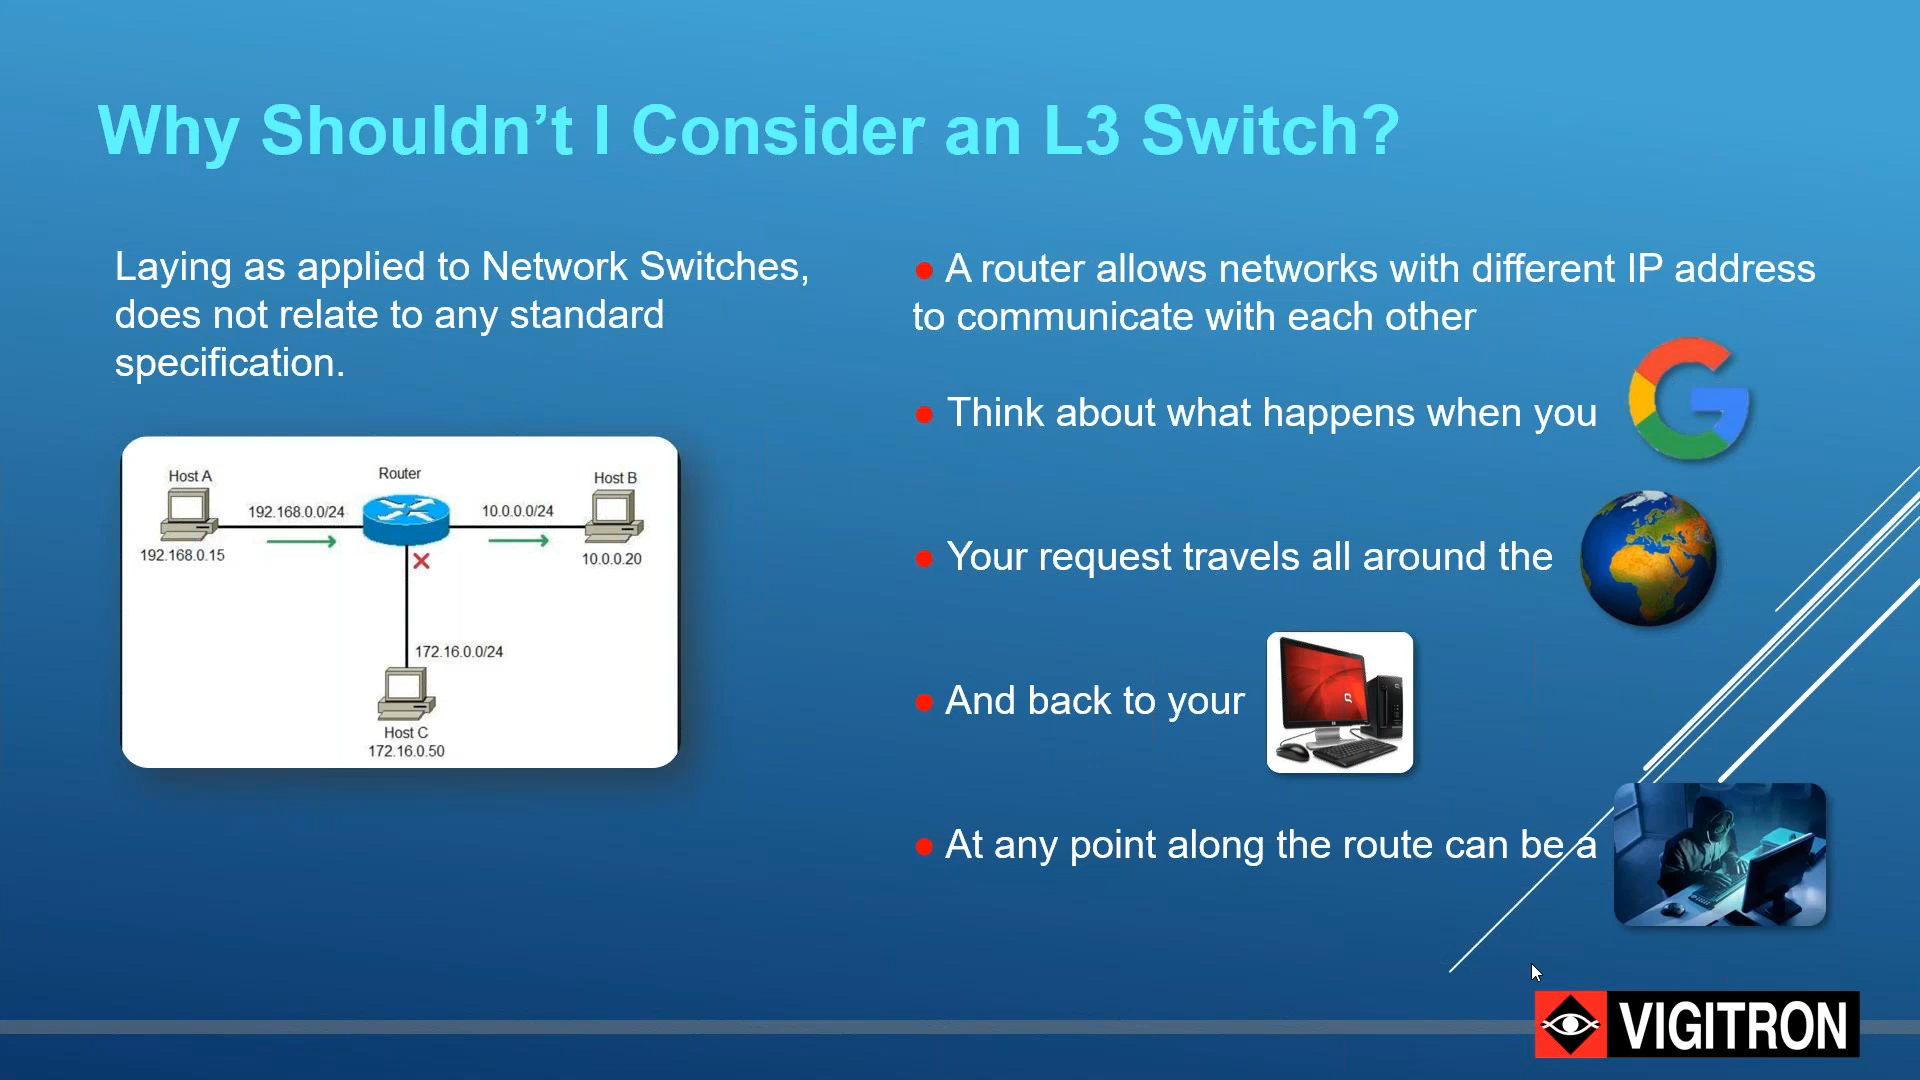 Why Shouldn’t I Consider an L3 Switch?
Laying as applied to Network Switches,
does not relate to any standard
specification.
Host A
Router
Host B
192.168.0.0/24
10.0.0.0/24
192.168.0.15
10.0.0.20
172.16.0.0/24
Host C
172.16.0.50
● A router allows networks with different IP address
to communicate with each other
● Think about what happens when you
● Your request travels all around the
● And back to your
● At any point along the route can be a
VIGITRON